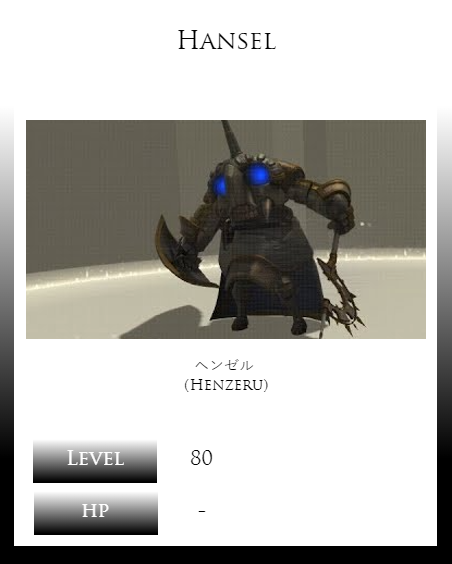 Hansel
ヘンゼル
(Henzeru)
Level 80
HP -